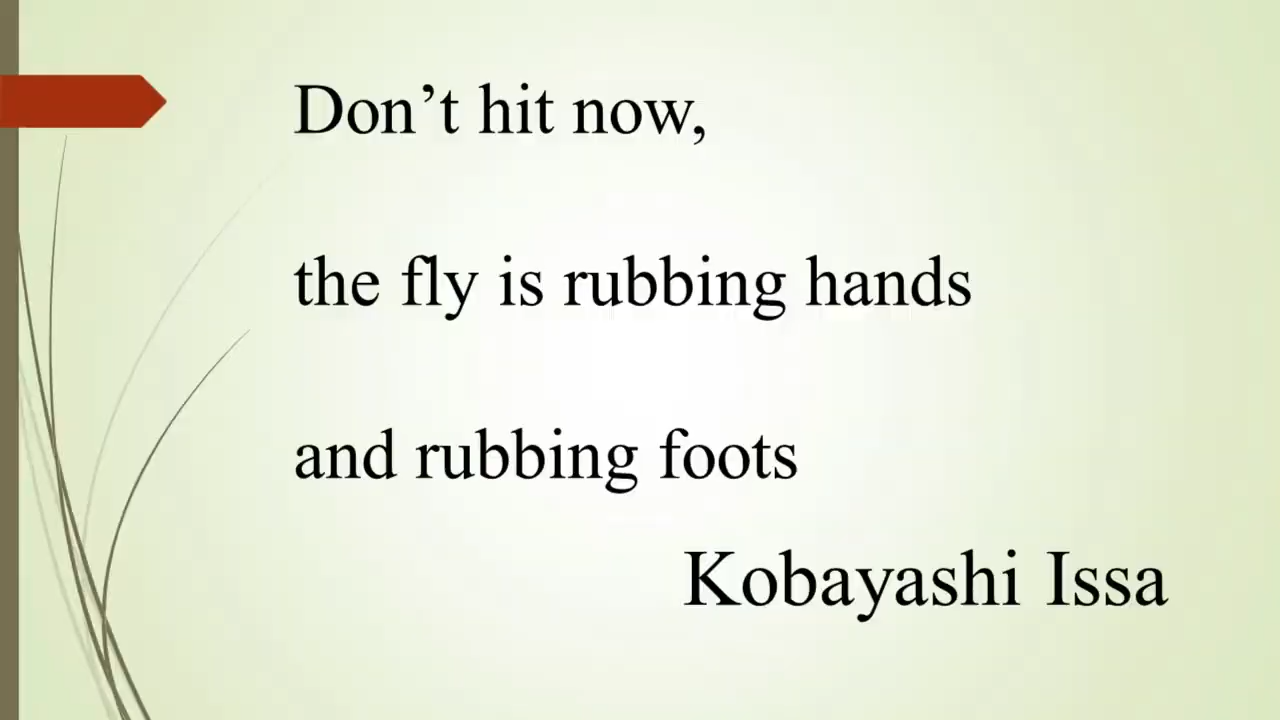 Don’t hit now,
the fly is rubbing hands
and rubbing foots
Kobayashi Issa